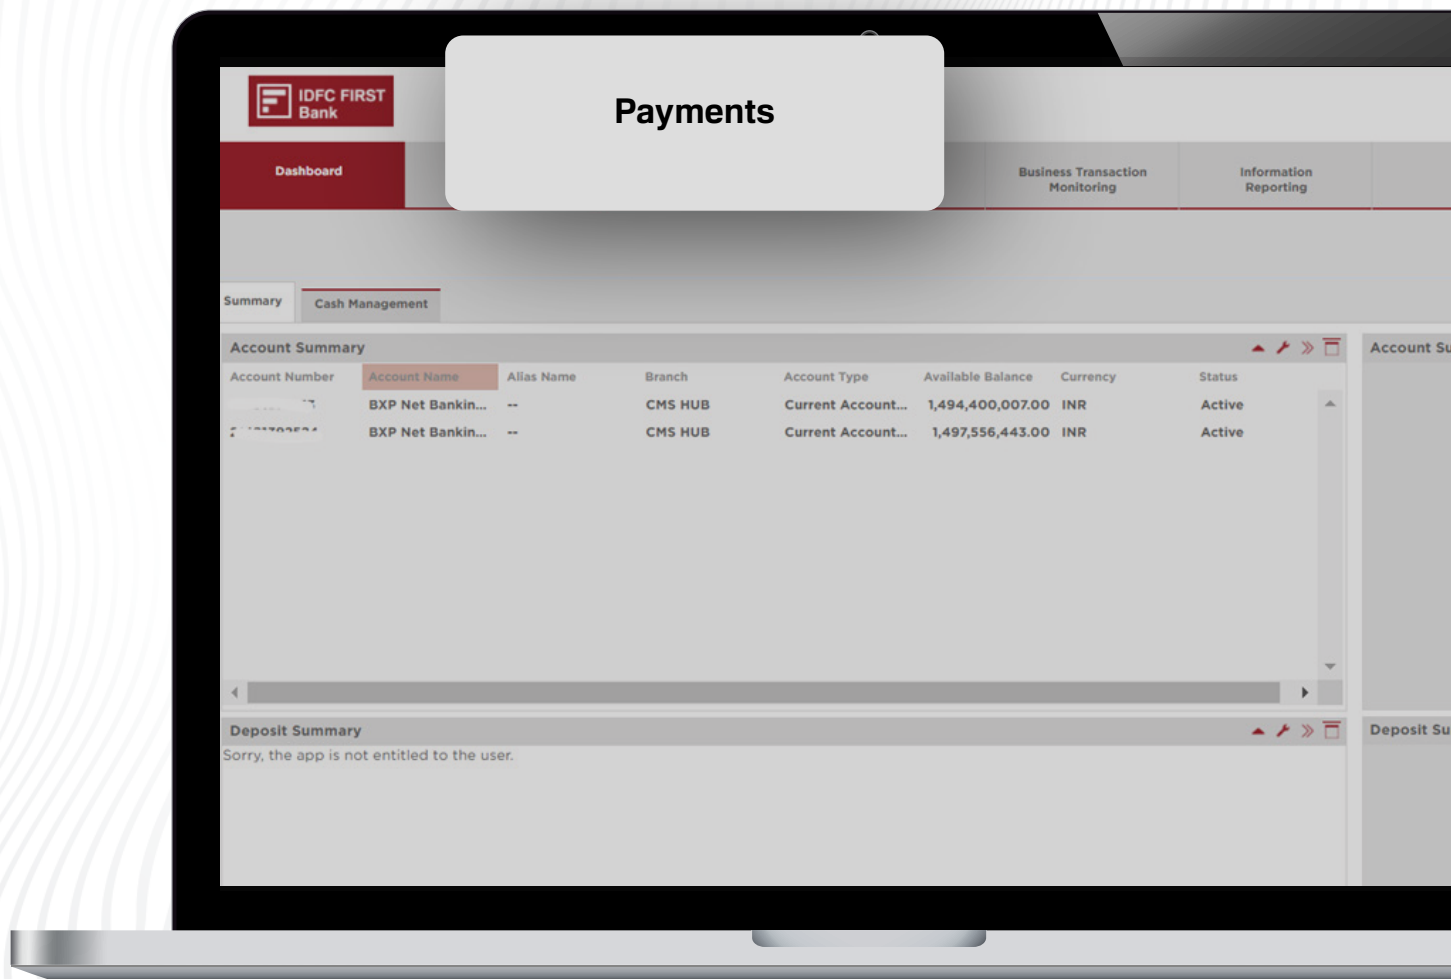 IDFC FIRST
Bank
Payments
Dashboard
Business Transaction
Monitoring
Information
Reporting
Summary
Cash Management
Account Summary
Account Su
Account Number Account Name Alias Name Branch Account Type Available Balance Currency Status
BXP Net Bankin... -- CMS HUB Current Account... 1,494,400,007.00 INR Active
BXP Net Bankin... -- CMS HUB Current Account... 1,497,556,443.00 INR Active
Deposit Summary
Deposit Su
Sorry, the app is not entitled to the user.